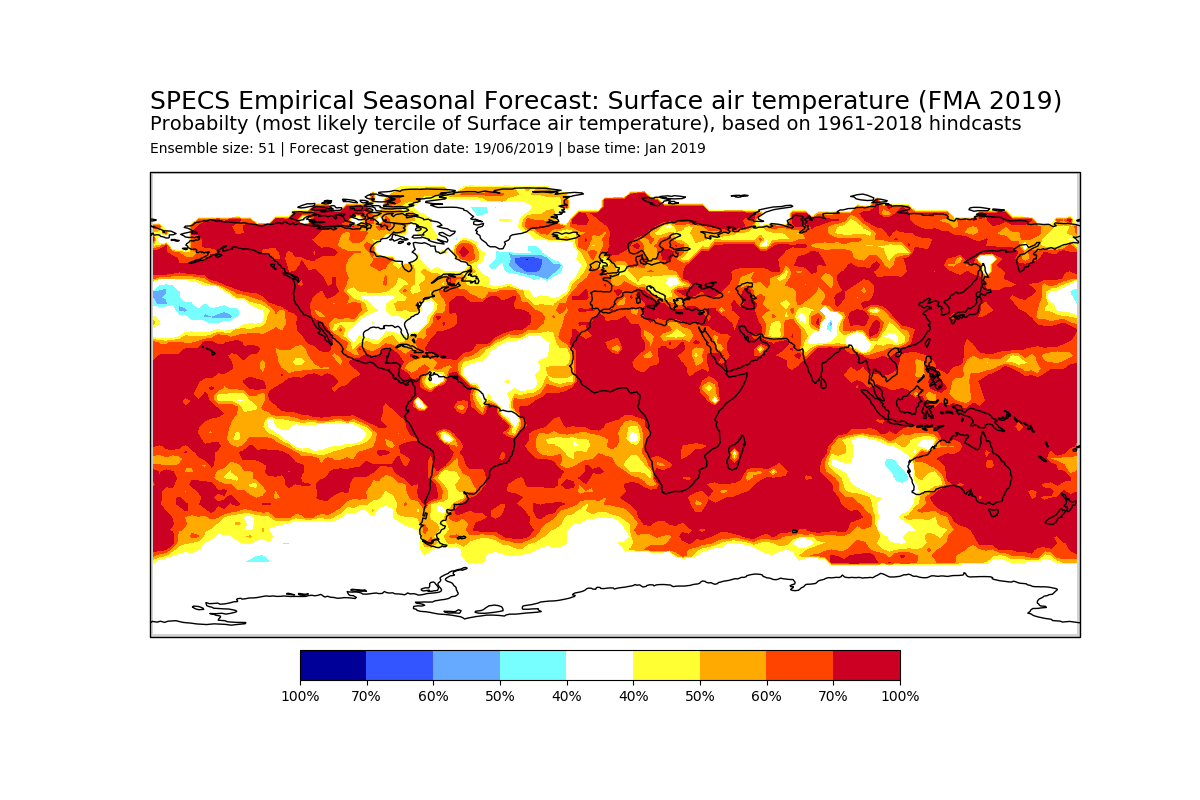 SPECS Empirical Seasonal Forecast: Surface air temperature (FMA 2019)
Probabilty (most likely tercile of Surface air temperature), based on 1961-2018 hindcasts
Ensemble size: 51 | Forecast generation date: 19/06/2019 | base time: Jan 2019
100% 70% 60% 50% 40% 40% 50% 60% 70% 100%